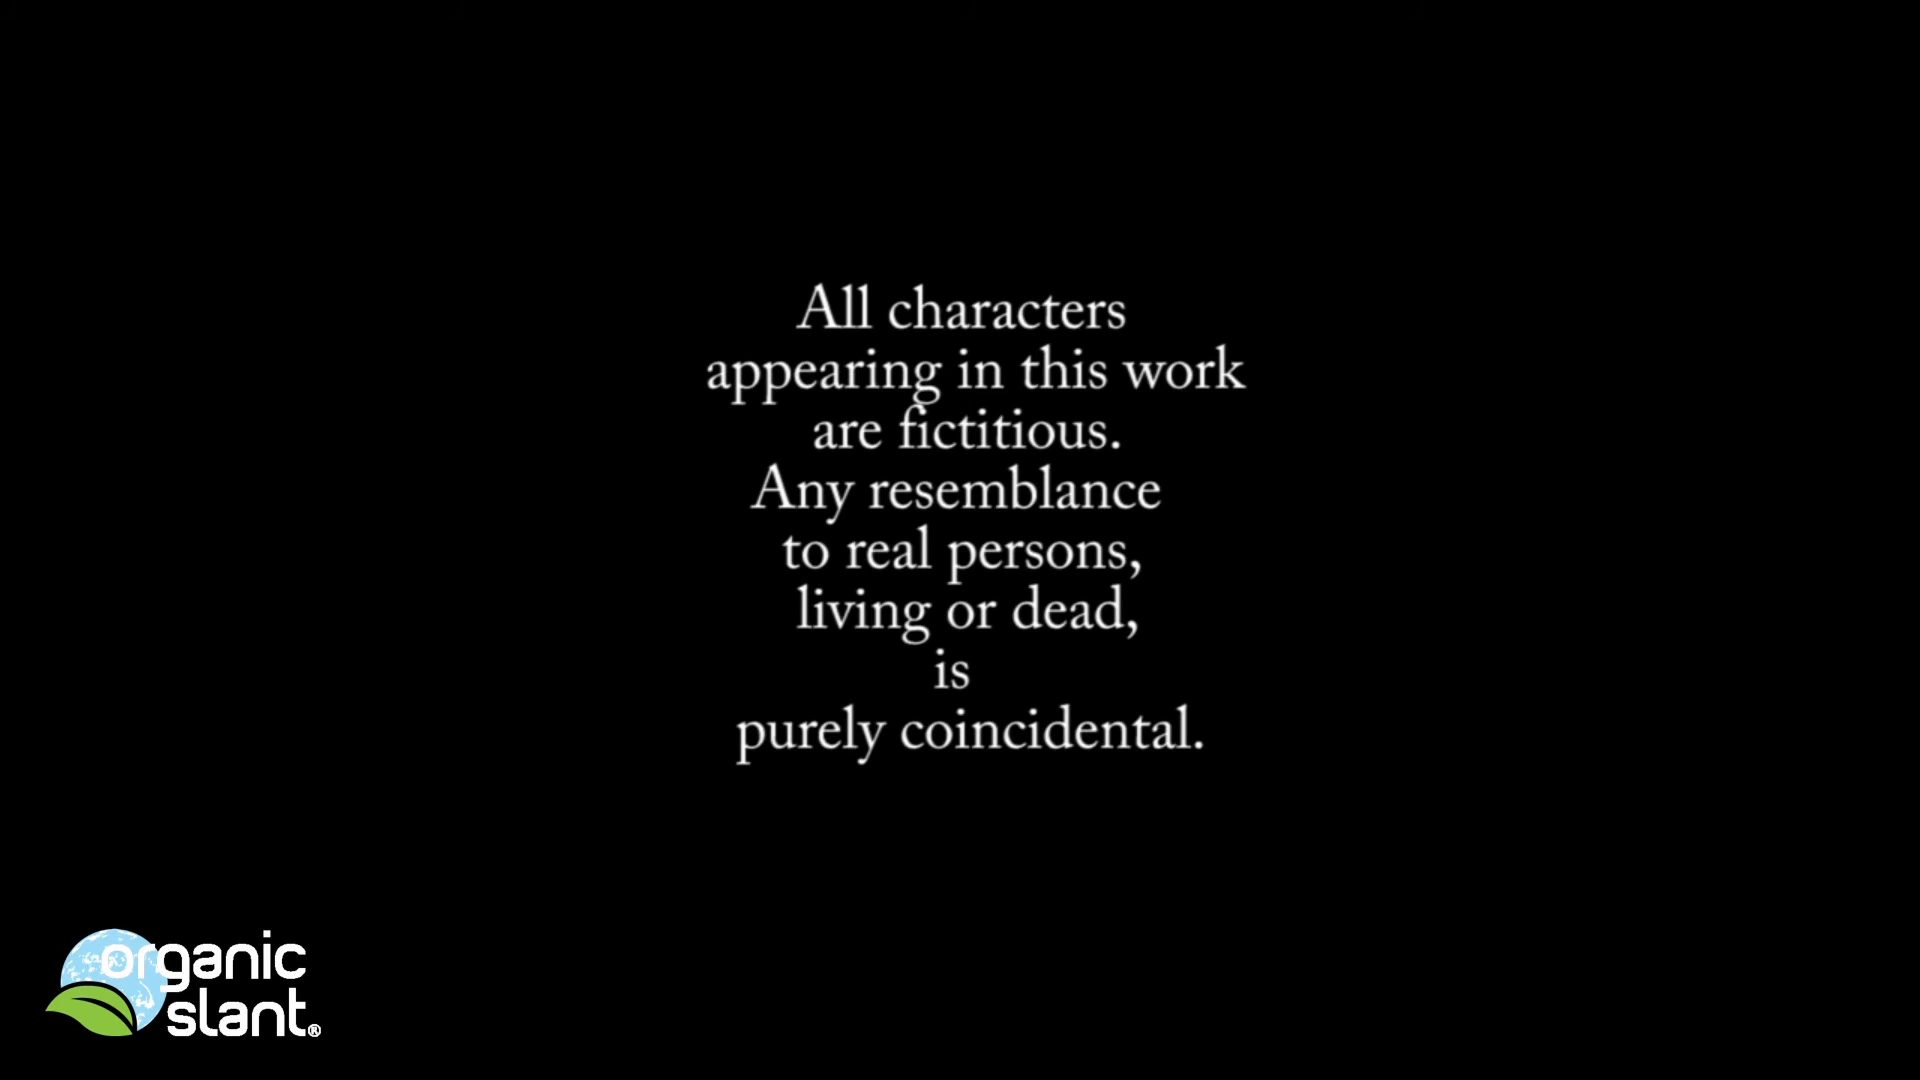 All characters
appearing in this work
are fictitious.
Any resemblance
to real persons,
living or dead,
is
purely coincidental.
organic
slant®